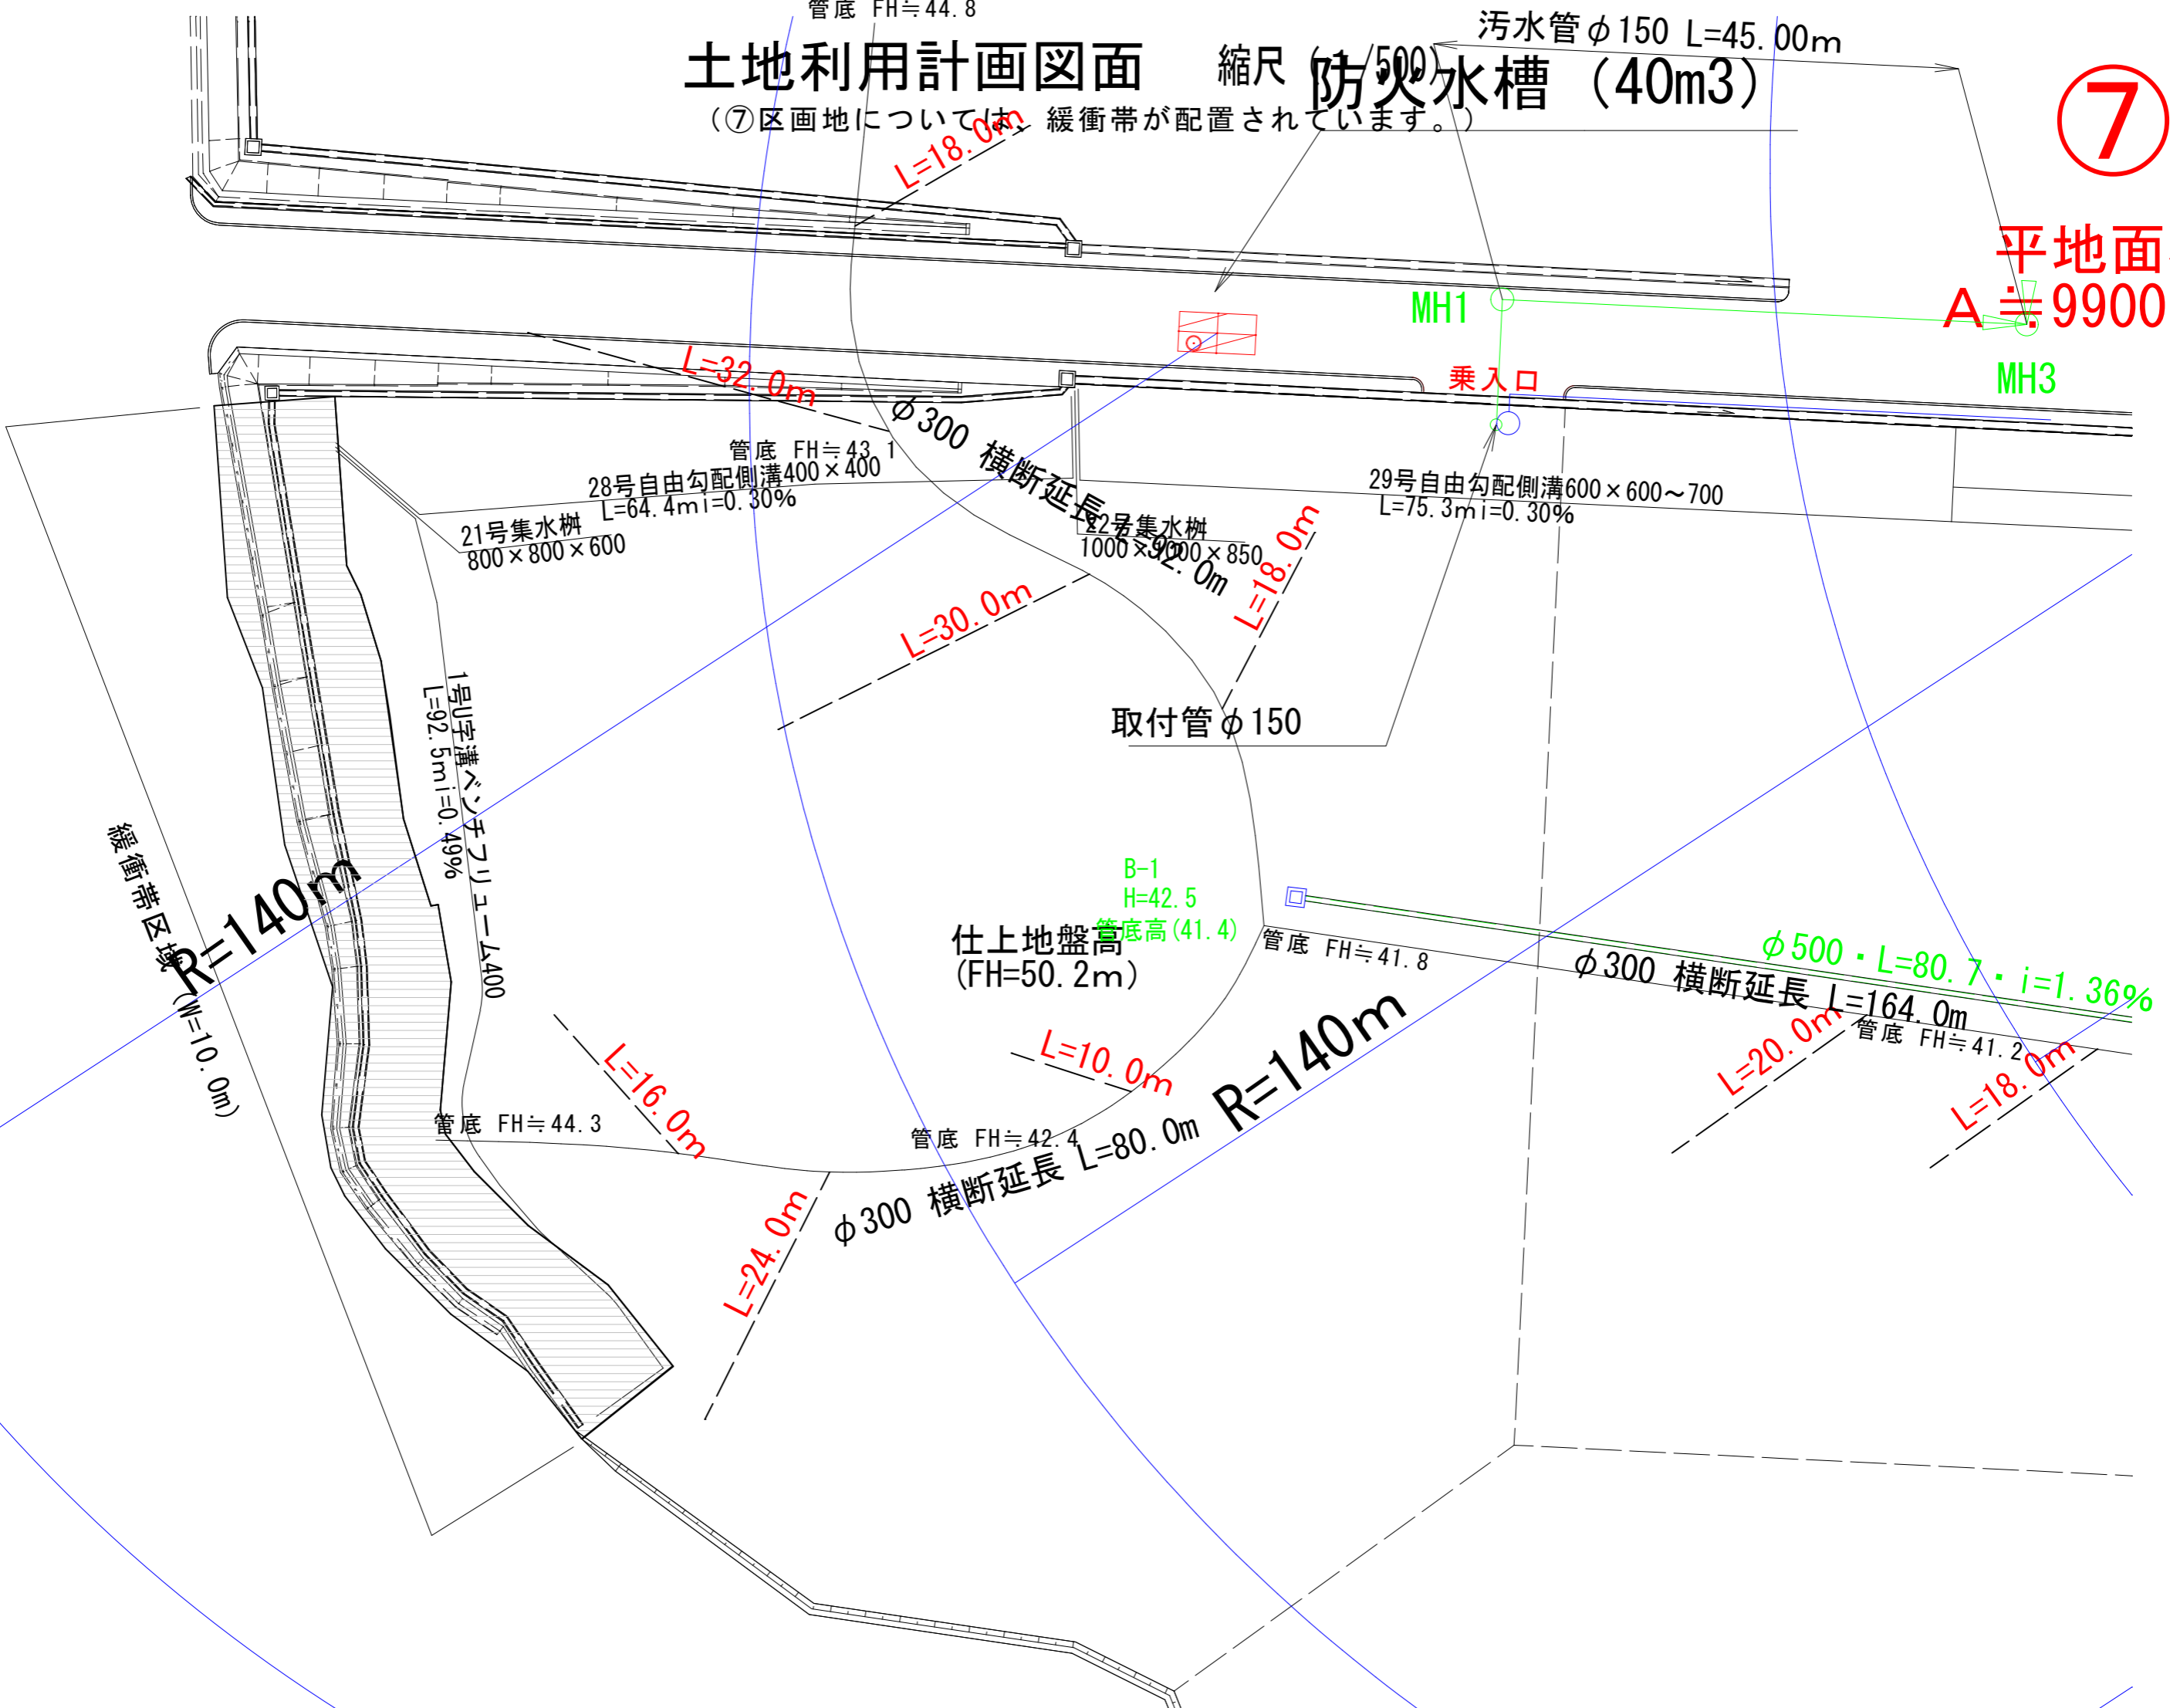 管底 FH≒44.8
汚水管φ150 L=45.00m
土地利用計画図面 縮尺 (1/500)
防火水槽 (40m3)
(⑦区画地については、緩衝帯が配置されています。)
⑦
L=18.0m
平地面
A≒9900
MH1
MH3
乗入口
L=32.0m
管底 FH≒43.1
φ300 横断延長 L=92.0m
28号自由勾配側溝400×400
L=64.4mi=0.30%
29号自由勾配側溝600×600～700
L=75.3mi=0.30%
21号集水桝
800×800×600
22号集水桝
1000×1000×850
L=18.0m
L=30.0m
取付管φ150
1号U字溝ベンチフリューム400
L=92.5mi=0.49%
緩衝帯区域 (W=10.0m)
R=140m
B-1
H=42.5
管底高(41.4)
仕上地盤高
(FH=50.2m)
管底 FH≒41.8
φ500・L=80.7・i=1.36%
φ300 横断延長 L=164.0m
管底 FH≒41.2
L=20.0m
L=18.0m
L=16.0m
L=10.0m
R=140m
管底 FH≒44.3
管底 FH≒42.4
φ300 横断延長 L=80.0m
L=24.0m